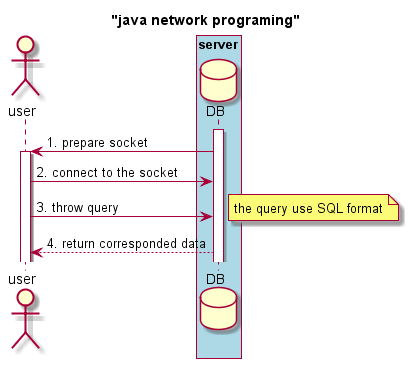 "java network programing"
server
user
DB
1. prepare socket
2. connect to the socket
3. throw query
the query use SQL format
4. return corresponded data
user
DB